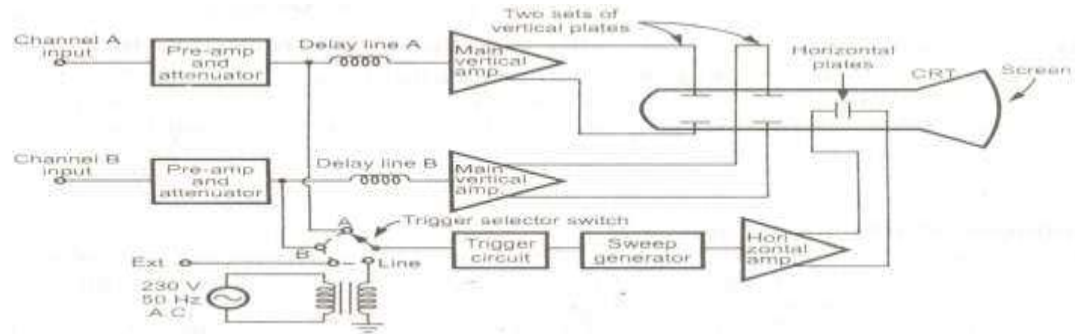 Channel A
input
Pre-amp
and
attenuator
Delay line A
Main
vertical
amp.
Two sets of
vertical plates
Horizontal
plates
CRT
Screen
Channel B
input
Pre-amp
and
attenuator
Delay line B
Main
vertical
amp.
A
Trigger selector switch
B
Ext
Line
Trigger
circuit
Sweep
generator
Hori
zontal
amp.
230 V
50 Hz
A.C.